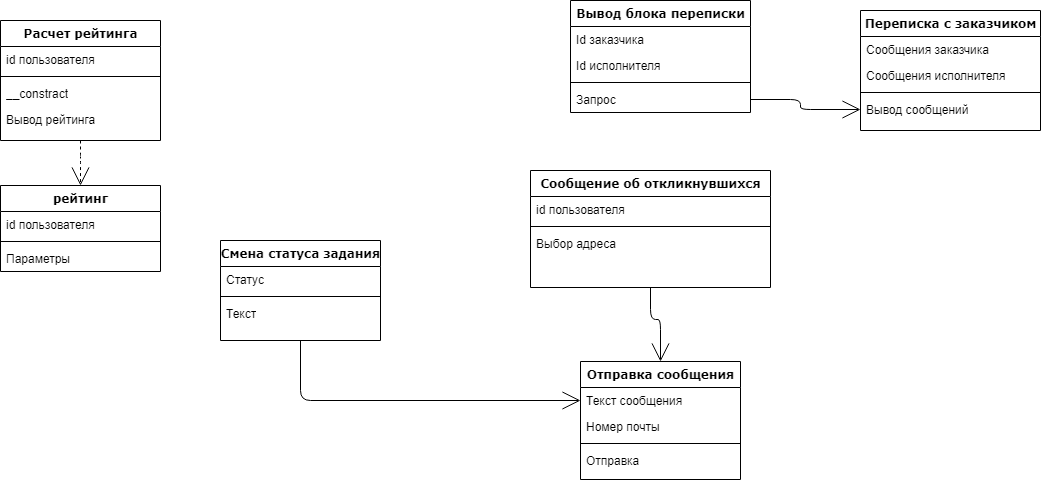 Расчет рейтинга
id пользователя
__constract
Вывод рейтинга
рейтинг
id пользователя
Параметры
Вывод блока переписки
Id заказчика
Id исполнителя
Запрос
Переписка с заказчиком
Сообщения заказчика
Сообщения исполнителя
Вывод сообщений
Сообщение об откликнувшихся
id пользователя
Выбор адреса
Смена статуса задания
Статус
Текст
Отправка сообщения
Текст сообщения
Номер почты
Отправка